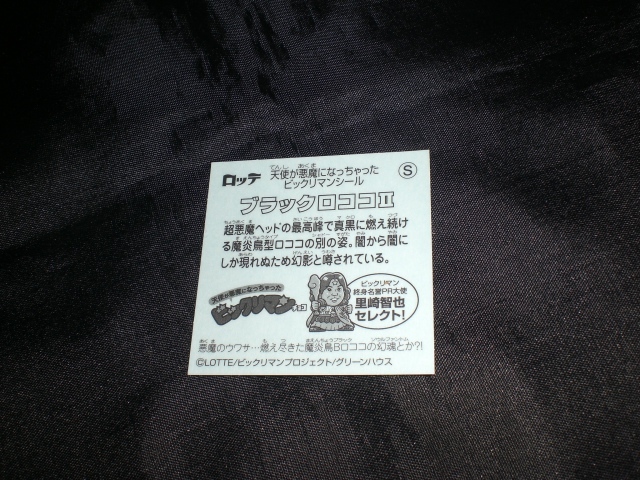 ロッテ
天使が悪魔になっちゃった
ビックリマンシール
S
ブラックロココII
超悪魔ヘッドの最高峰で真黒に燃え続け
る魔炎鳥型ロココの別の姿。闇から闇に
しか現れぬため幻影と噂されている。
天使が悪魔になっちゃった
ビックリマンチョコ
ビックリマン
終身名誉PR大使
里崎智也
セレクト!
悪魔のウワサ…燃え尽きた魔炎鳥Bロココの幻魂とか?!
©LOTTE/ビックリマンプロジェクト/グリーンハウス